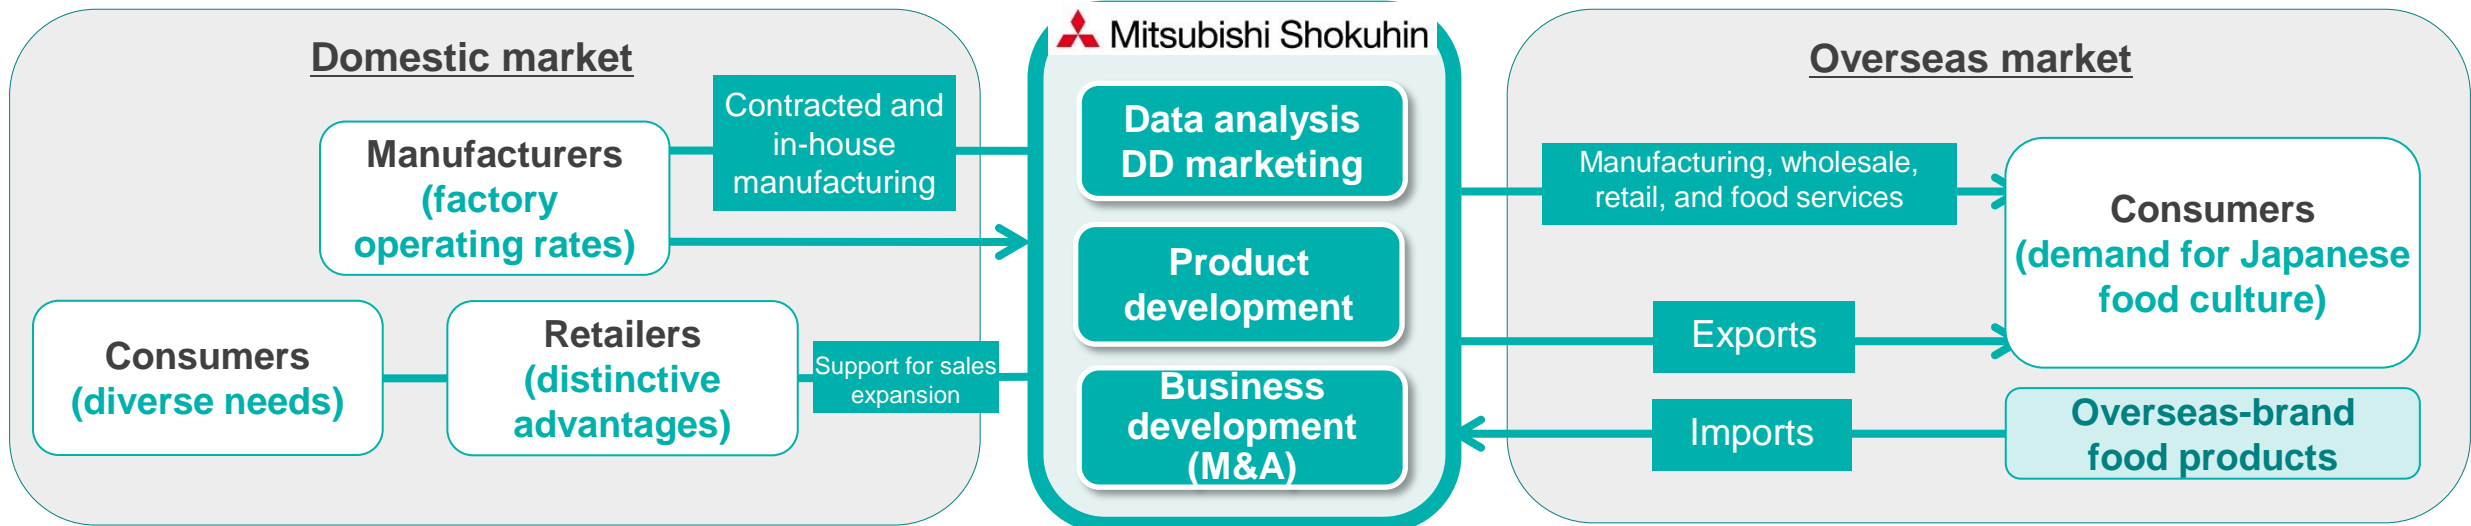 Domestic market
Contracted and
in-house
manufacturing
Manufacturers
(factory
operating rates)
Consumers
(diverse needs)
Retailers
(distinctive
advantages)
Support for sales
expansion
Mitsubishi Shokuhin
Data analysis
DD marketing
Product
development
Business
development
(M&A)
Overseas market
Manufacturing, wholesale,
retail, and food services
Consumers
(demand for Japanese
food culture)
Exports
Imports
Overseas-brand
food products